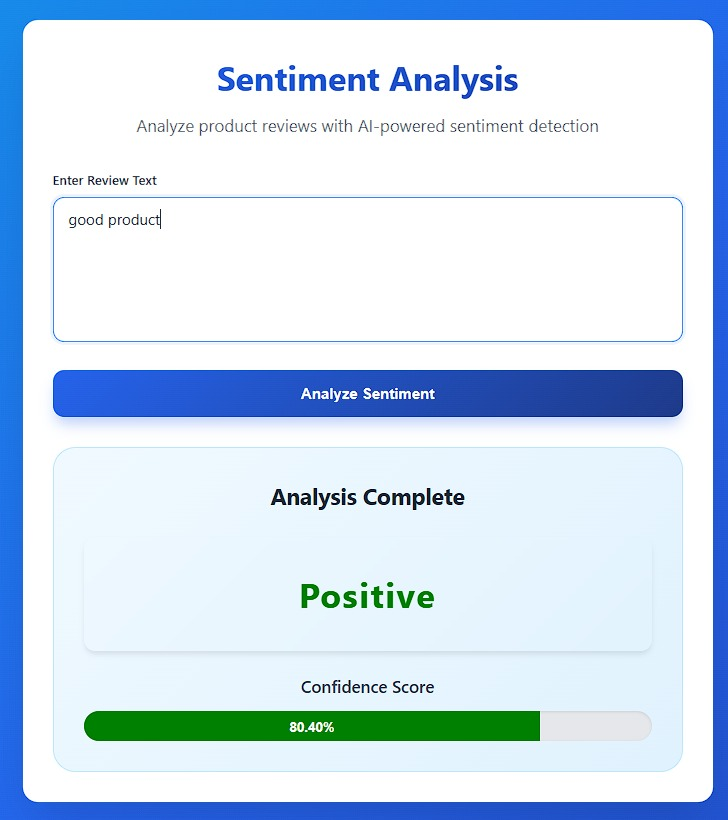 Sentiment Analysis
Analyze product reviews with AI-powered sentiment detection
Enter Review Text
good product
Analyze Sentiment
Analysis Complete
Positive
Confidence Score
80.40%